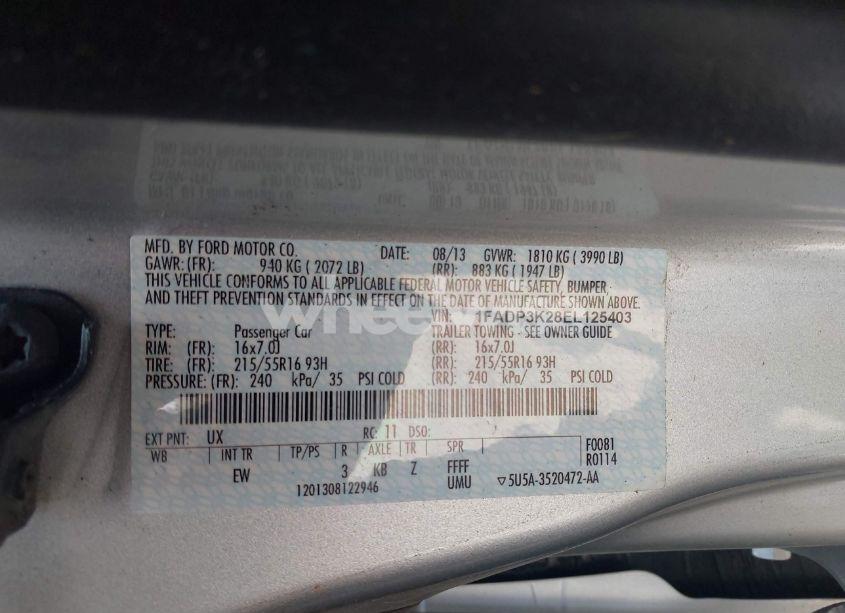 MFD. BY FORD MOTOR CO. DATE: 08/13 GVWR: 1810 KG ( 3990 LB)
GAWR:(FR): 940 KG ( 2072 LB) (RR): 883 KG ( 1947 LB)
THIS VEHICLE CONFORMS TO ALL APPLICABLE FEDERAL MOTOR VEHICLE SAFETY, BUMPER,
AND THEFT PREVENTION STANDARDS IN EFFECT ON THE DATE OF MANUFACTURE SHOWN ABOVE.
VIN: 1FADP3K28EL125403
TYPE: Passenger Car TRAILER TOWING - SEE OWNER GUIDE
RIM: (FR): 16x7.0J (RR): 16x7.0J
TIRE: (FR): 215/55R16 93H (RR): 215/55R16 93H
PRESSURE: (FR): 240 kPa/ 35 PSI COLD (RR): 240 kPa/ 35 PSI COLD
EXT PNT: UX RC: 11 DSO: F0081
WB INT TR TP/PS R AXLE TR SPR R0114
EW 3 KB Z FFFF
1201308122946 UMU ▽5U5A-3520472-AA